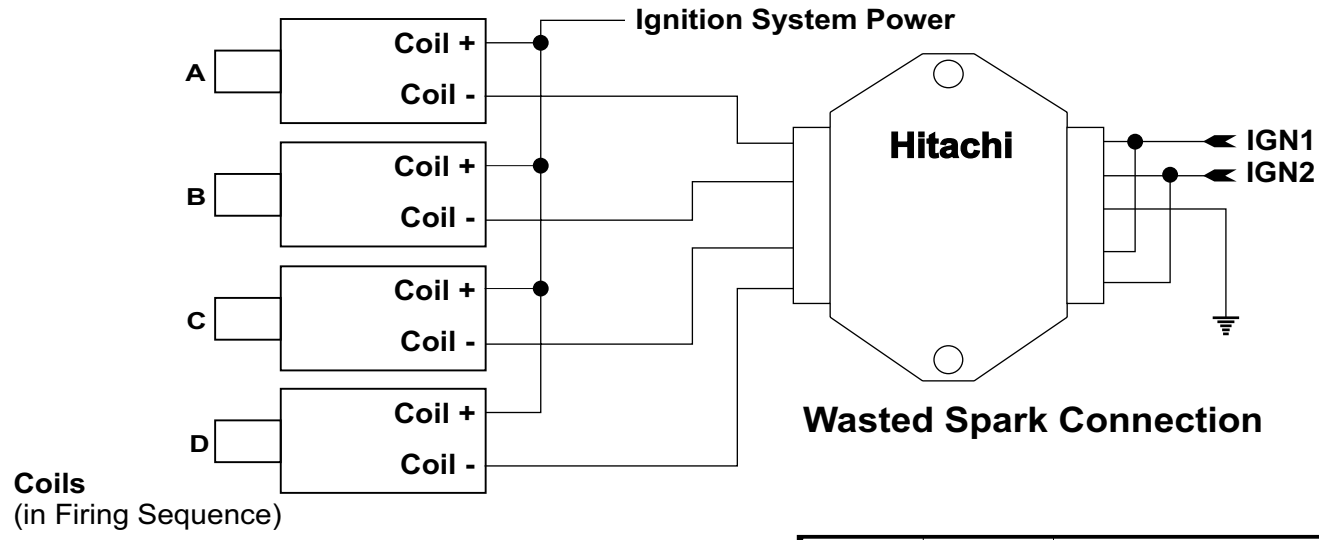 Ignition System Power
A
Coil +
Coil -
B
Coil +
Coil -
C
Coil +
Coil -
D
Coil +
Coil -
Hitachi
IGN1
IGN2
Wasted Spark Connection
Coils
(in Firing Sequence)